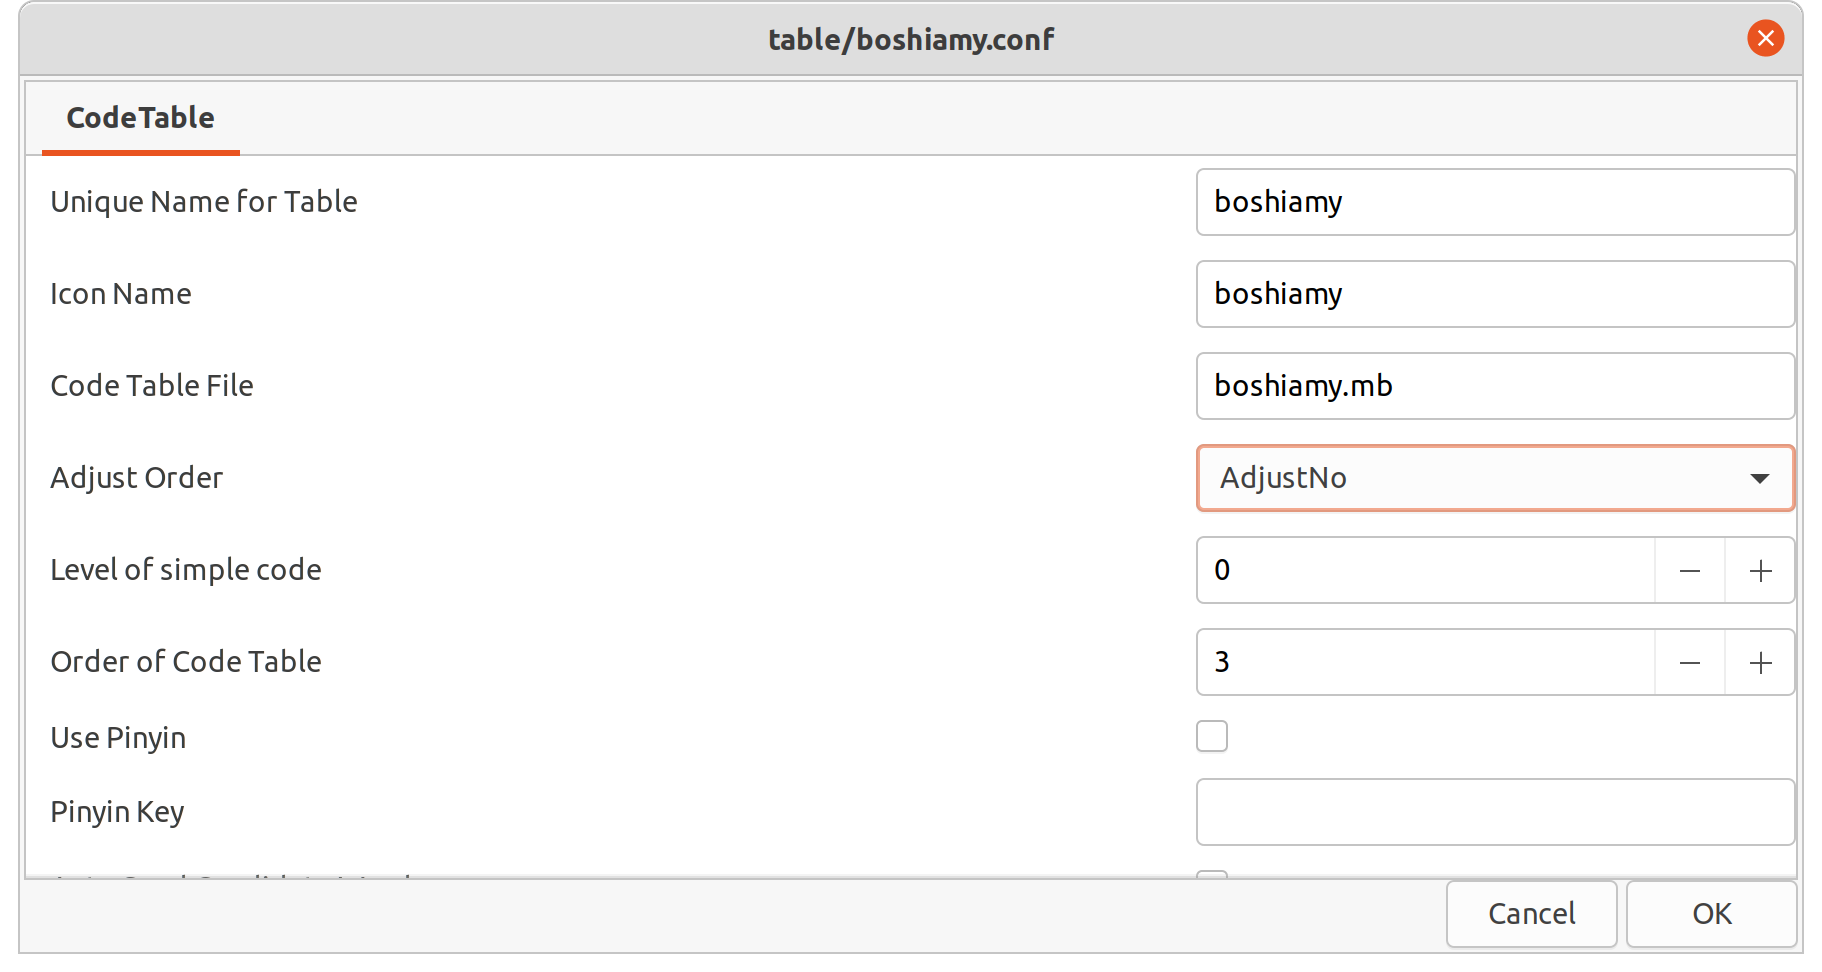 table/boshiamy.conf
CodeTable
Unique Name for Table
boshiamy
Icon Name
boshiamy
Code Table File
boshiamy.mb
Adjust Order
AdjustNo
Level of simple code
0
Order of Code Table
3
Use Pinyin
Pinyin Key
Cancel
OK